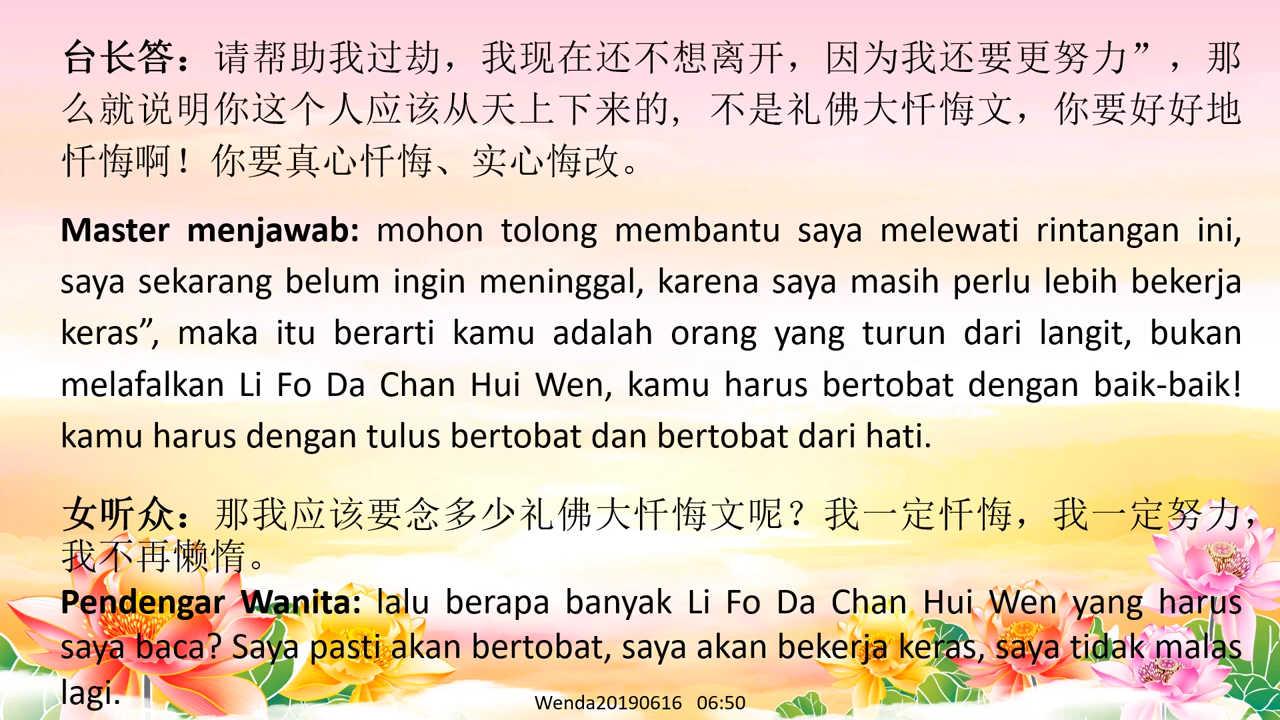 台长答：请帮助我过劫，我现在还不想离开，因为我还要更努力”，那
么就说明你这个人应该从天上下来的，不是礼佛大忏悔文，你要好好地
忏悔啊！你要真心忏悔、实心悔改。
Master menjawab: mohon tolong membantu saya melewati rintangan ini,
saya sekarang belum ingin meninggal, karena saya masih perlu lebih bekerja
keras”, maka itu berarti kamu adalah orang yang turun dari langit, bukan
melafalkan Li Fo Da Chan Hui Wen, kamu harus bertobat dengan baik-baik!
kamu harus dengan tulus bertobat dan bertobat dari hati.
女听众：那我应该要念多少礼佛大忏悔文呢？我一定忏悔，我一定努力，
我不再懒惰。
Pendengar Wanita: lalu berapa banyak Li Fo Da Chan Hui Wen yang harus
saya baca? Saya pasti akan bertobat, saya akan bekerja keras, saya tidak malas
lagi.
Wenda20190616 06:50